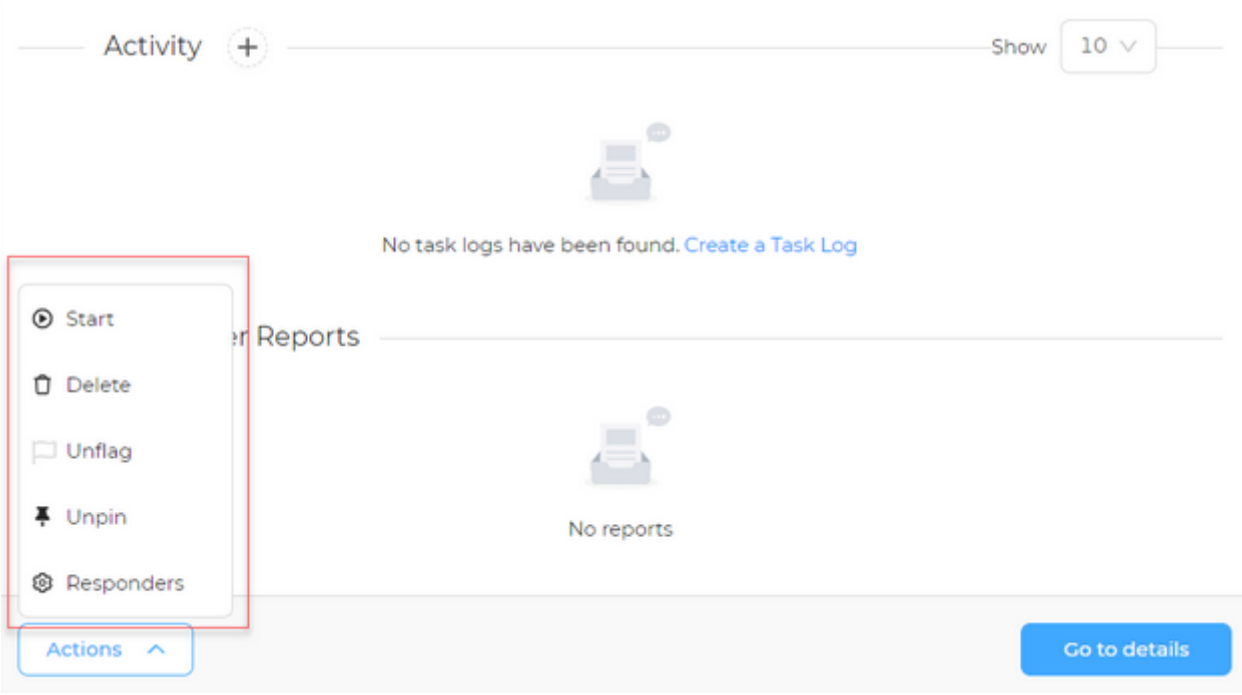 Activity
Show 10
No task logs have been found. Create a Task Log
Start
er Reports
Delete
Unflag
Unpin
No reports
Responders
Actions
Go to details